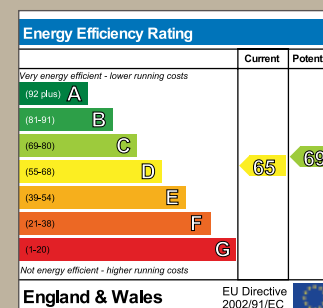 Energy Efficiency Rating
Current
Very energy efficient - lower running costs
(92 plus) A
(81-91) B
(69-80) C
(55-68) D
65
69
(39-54) E
(21-38) F
(1-20) G
Not energy efficient - higher running costs
England & Wales
EU Directive
2002/91/EC